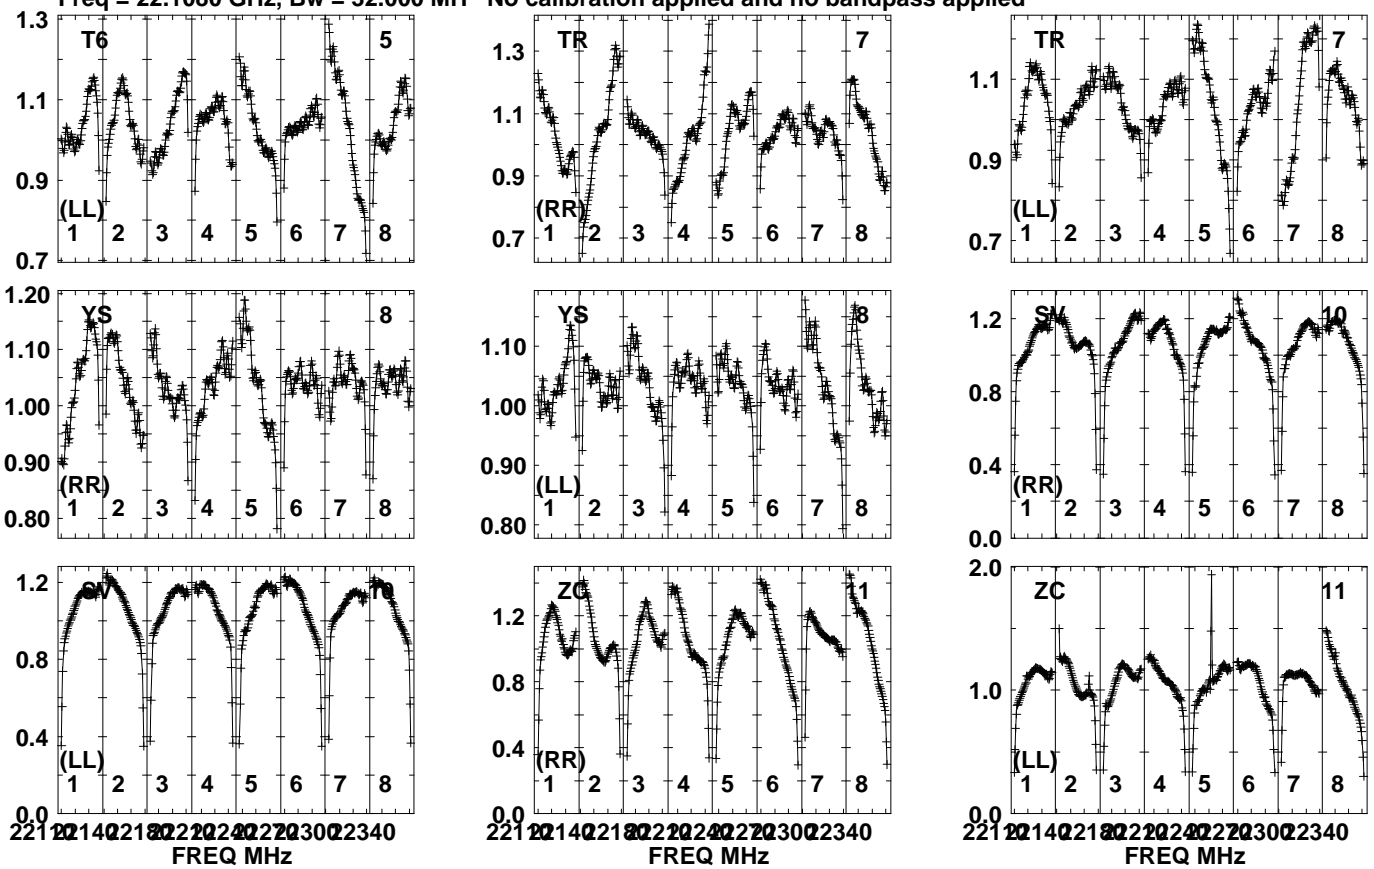 Freq = 22.1080 GHz, Bw = 32.000 MH No calibration applied and no bandpass applied
1.3 T6 5 1.3 TR 7 TR 7
1.1 1.1 1.1
0.9 0.9 0.9
0.7 (LL) 1 2 3 4 5 6 7 8 0.7 (RR) 1 2 3 4 5 6 7 8 0.7 (LL) 1 2 3 4 5 6 7 8
1.20 YS 8 YS 8 1.2 SV 10
1.10 1.10 0.8
1.00 1.00 0.4
0.90 0.90 0.0
0.80 (RR) 1 2 3 4 5 6 7 8 0.80 (LL) 1 2 3 4 5 6 7 8 (RR) 1 2 3 4 5 6 7 8
1.2 SV 10 1.2 ZC 11 2.0 ZC 11
0.8 0.8 1.0
0.4 0.4
0.0 (LL) 1 2 3 4 5 6 7 8 0.0 (RR) 1 2 3 4 5 6 7 8 0.0 (LL) 1 2 3 4 5 6 7 8
22340 22340 22340
FREQ MHz FREQ MHz FREQ MHz